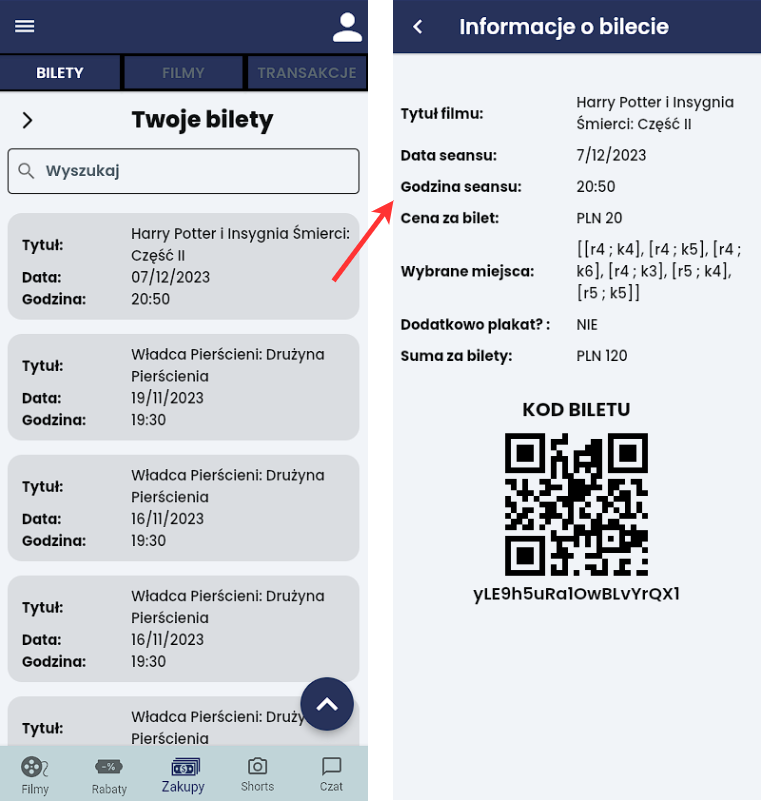 BILETY FILMY TRANSAKCJE
Twoje bilety
Wyszukaj
Tytuł: Harry Potter i Insygnia Śmierci:
Część II
Data: 07/12/2023
Godzina: 20:50
Tytuł: Władca Pierścieni: Drużyna
Pierścienia
Data: 19/11/2023
Godzina: 19:30
Tytuł: Władca Pierścieni: Drużyna
Pierścienia
Data: 16/11/2023
Godzina: 19:30
Tytuł: Władca Pierścieni: Drużyna
Pierścienia
Data: 16/11/2023
Godzina: 19:30
Tytuł: Władca Pierścieni: Drużyna
Pierścienia
Filmy Rabaty Zakupy Shorts Czat
Informacje o bilecie
Tytuł filmu: Harry Potter i Insygnia
Śmierci: Część II
Data seansu: 7/12/2023
Godzina seansu: 20:50
Cena za bilet: PLN 20
Wybrane miejsca: [[r4 ; k4], [r4 ; k5], [r4 ;
k6], [r4 ; k3], [r5 ; k4],
[r5 ; k5]]
Dodatkowo plakat? : NIE
Suma za bilety: PLN 120
KOD BILETU
yLE9h5uRa1OwBLvYrQX1